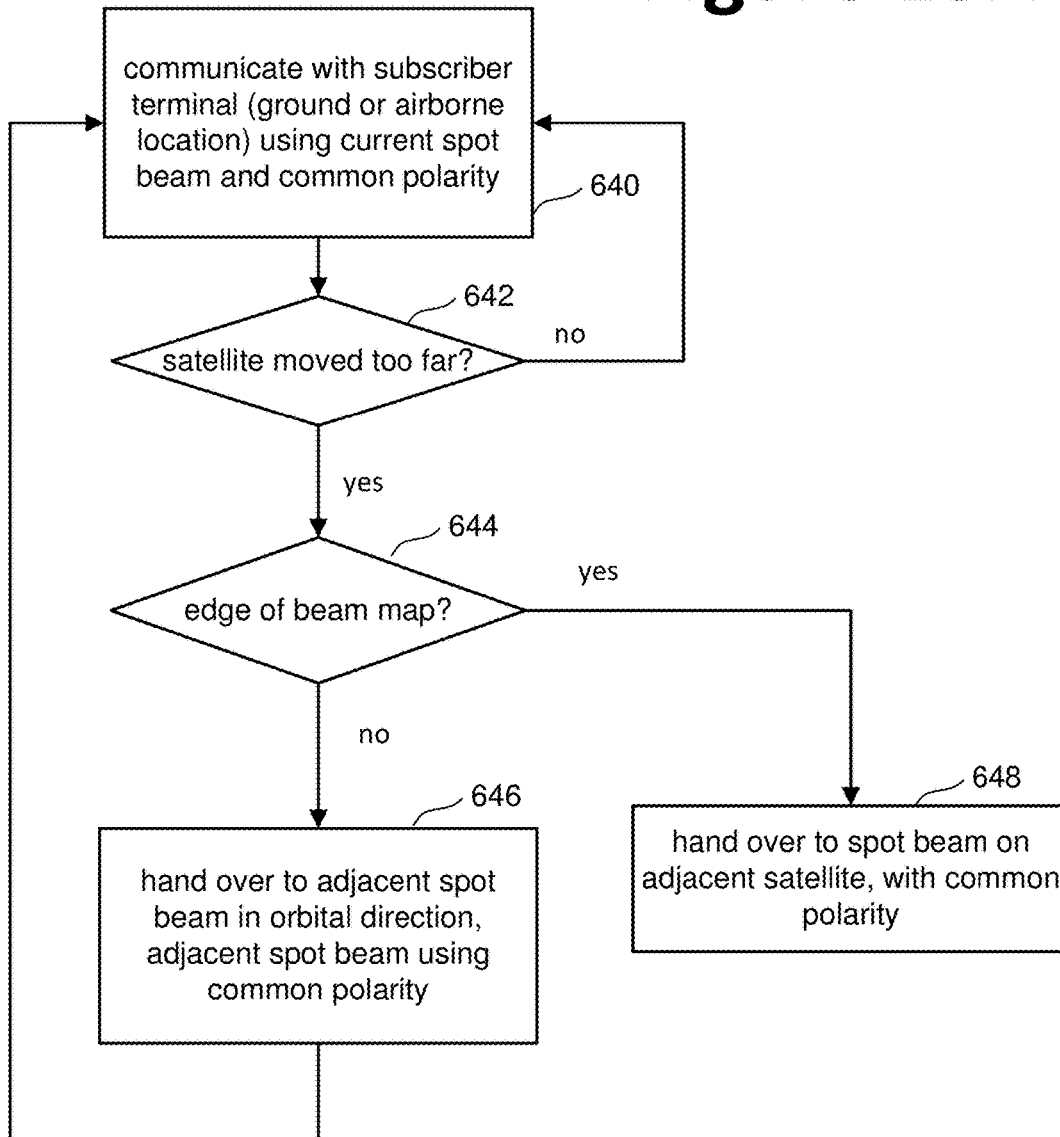 communicate with subscriber
terminal (ground or airborne
location) using current spot
beam and common polarity
640
642
satellite moved too far?
no
yes
644
edge of beam map?
yes
no
646
hand over to adjacent spot
beam in orbital direction,
adjacent spot beam using
common polarity
648
hand over to spot beam on
adjacent satellite, with common
polarity